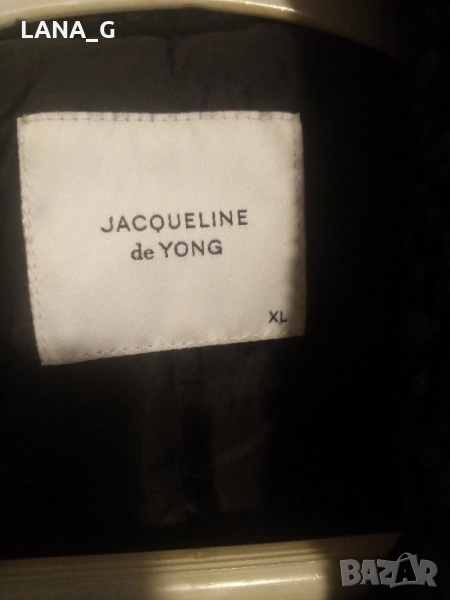 LANA_G
JACQUELINE
de YONG
XL
BAZAR